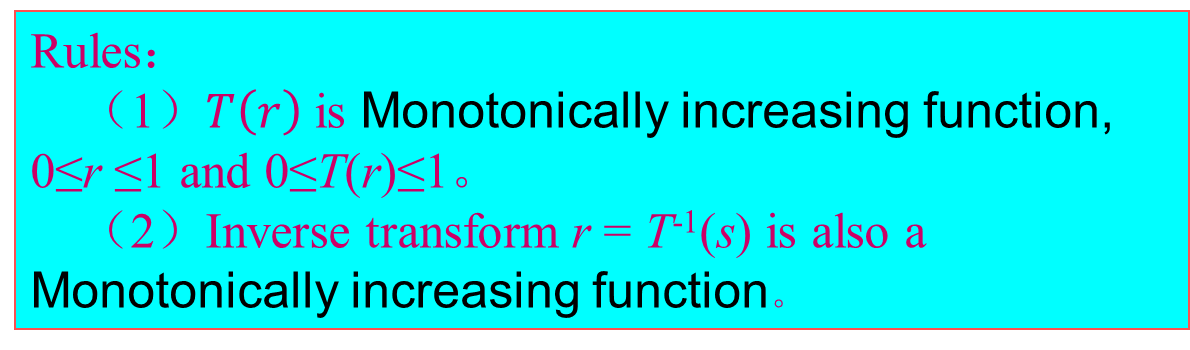 Rules：
（1）T(r) is Monotonically increasing function,
0≤r ≤1 and 0≤T(r)≤1。
（2）Inverse transform r = T-1(s) is also a
Monotonically increasing function。